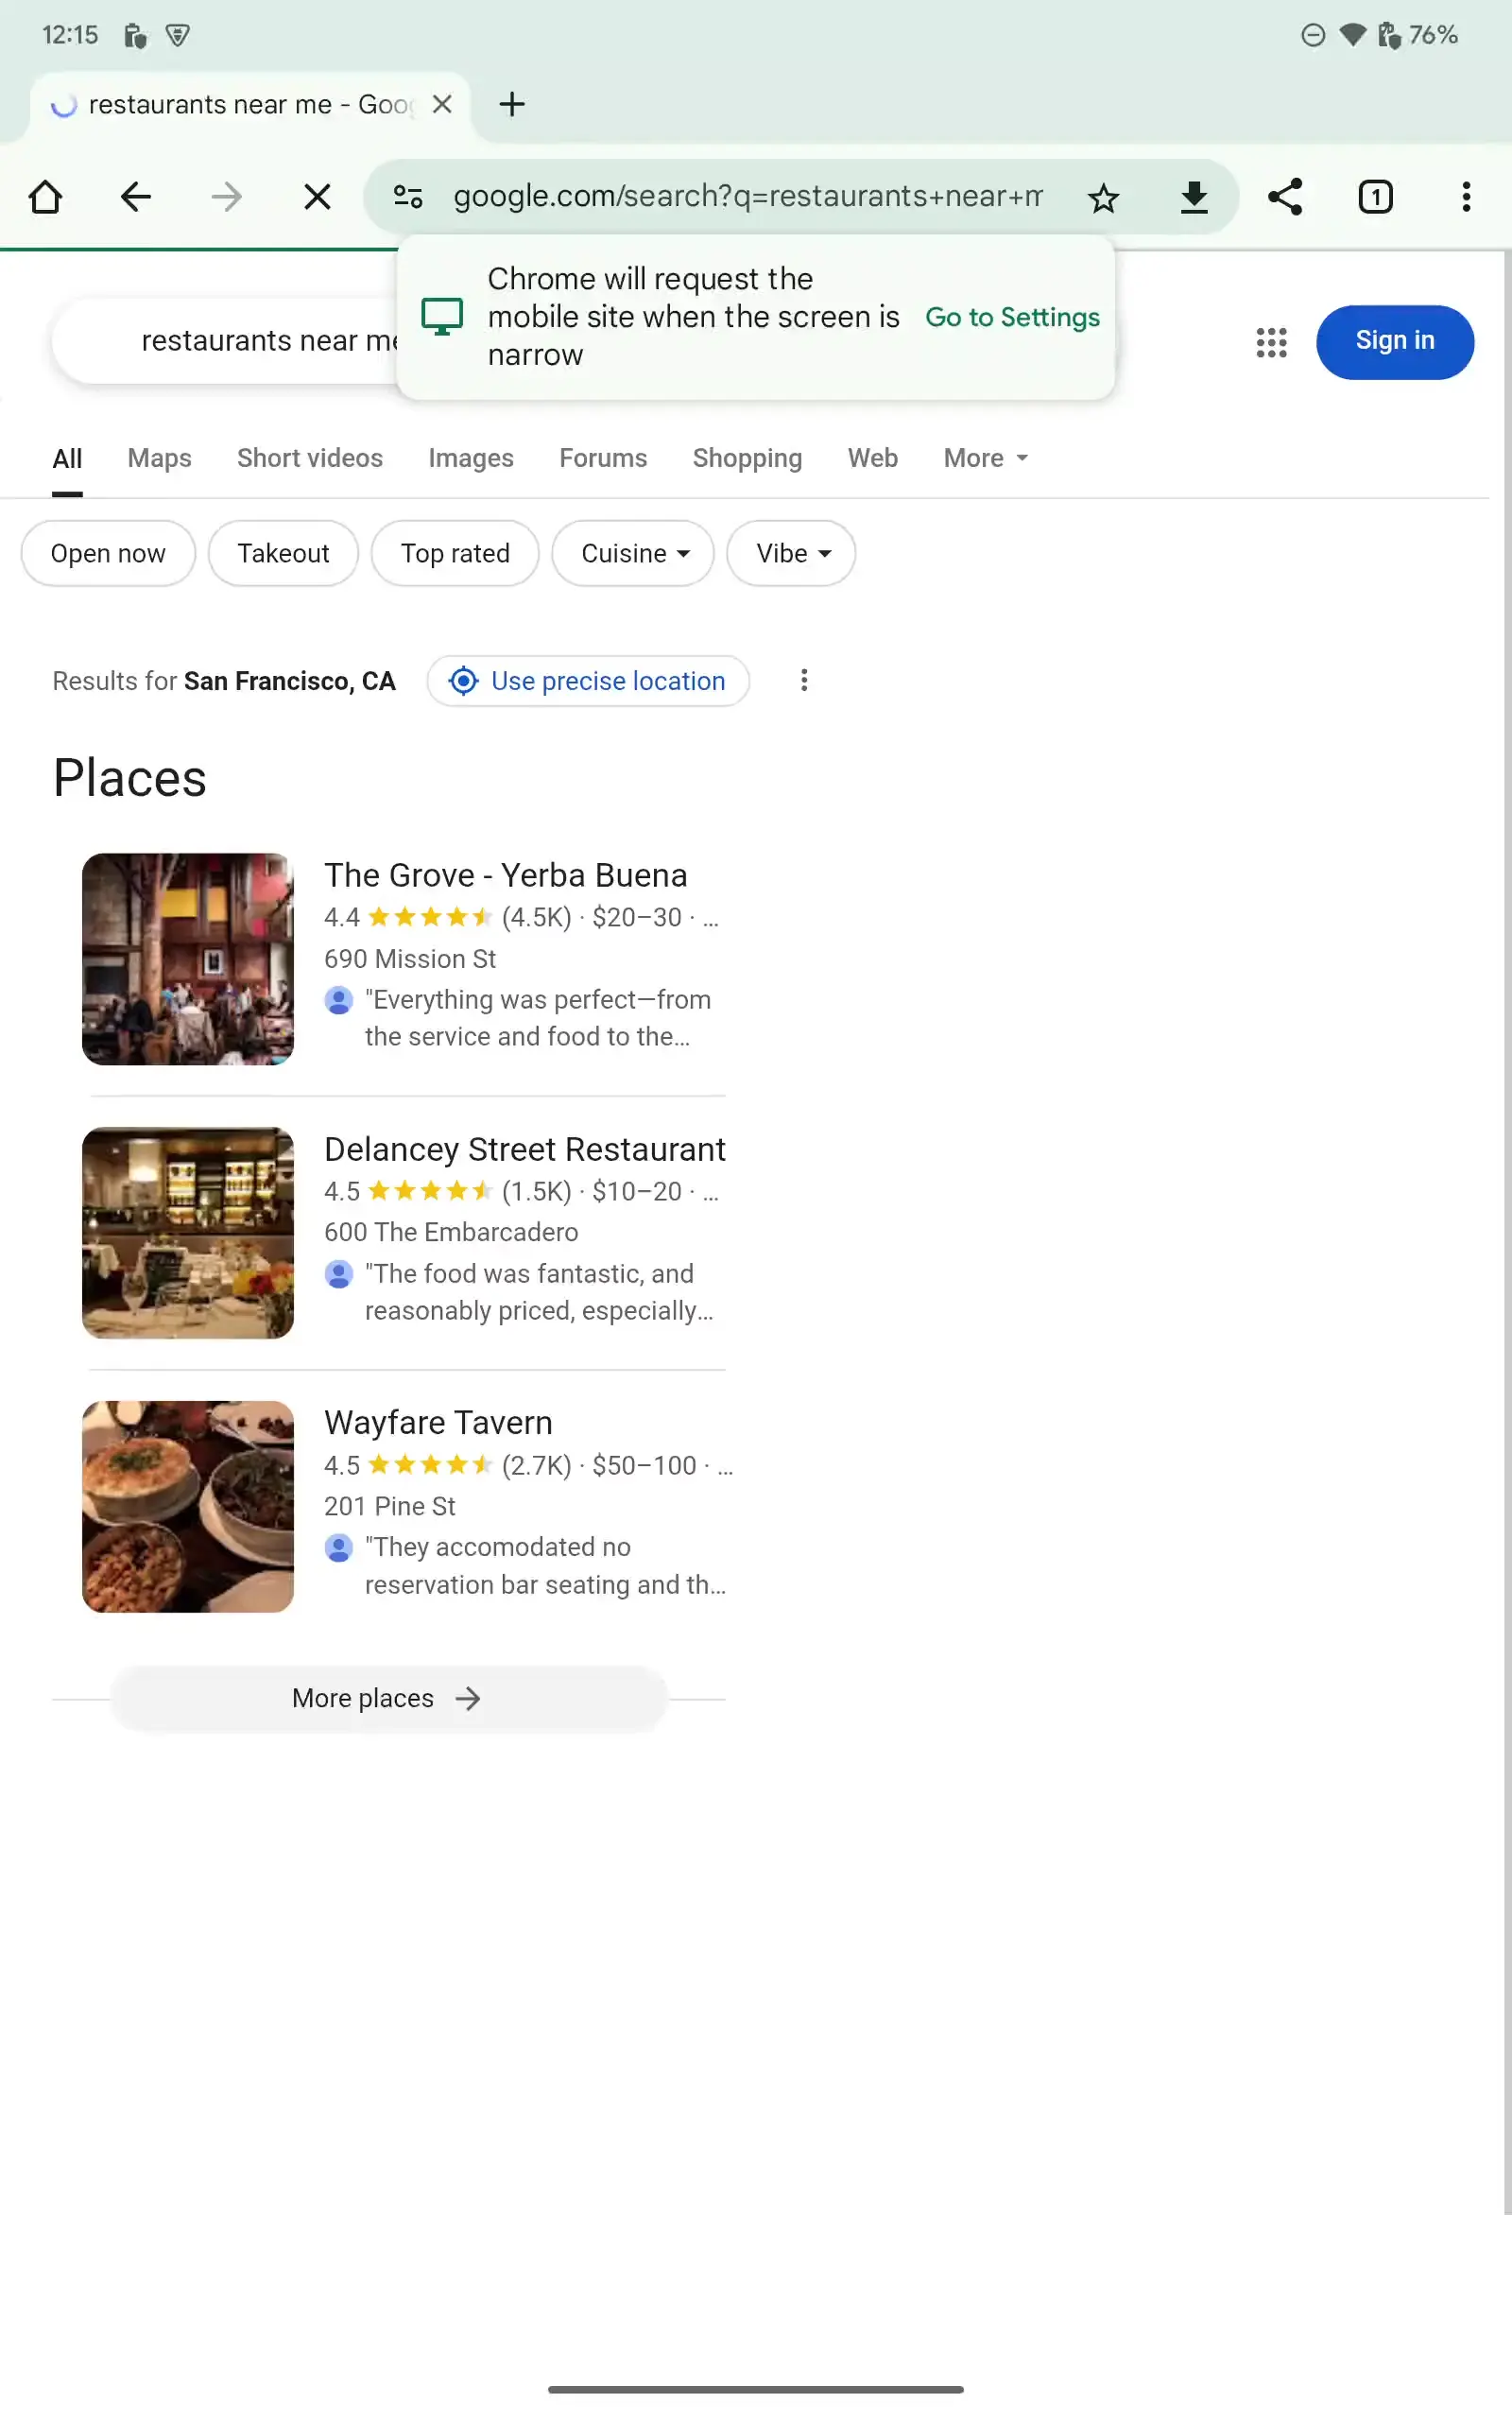 12:15
76%
restaurants near me - Goog
google.com/search?q=restaurants+near+m
1
Chrome will request the
mobile site when the screen is
narrow
Go to Settings
restaurants near me
Sign in
All Maps Short videos Images Forums Shopping Web More
Open now Takeout Top rated Cuisine Vibe
Results for San Francisco, CA Use precise location
Places
The Grove - Yerba Buena
4.4 (4.5K) · $20–30 · ...
690 Mission St
"Everything was perfect—from
the service and food to the...
Delancey Street Restaurant
4.5 (1.5K) · $10–20 · ...
600 The Embarcadero
"The food was fantastic, and
reasonably priced, especially...
Wayfare Tavern
4.5 (2.7K) · $50–100 · ...
201 Pine St
"They accomodated no
reservation bar seating and th...
More places